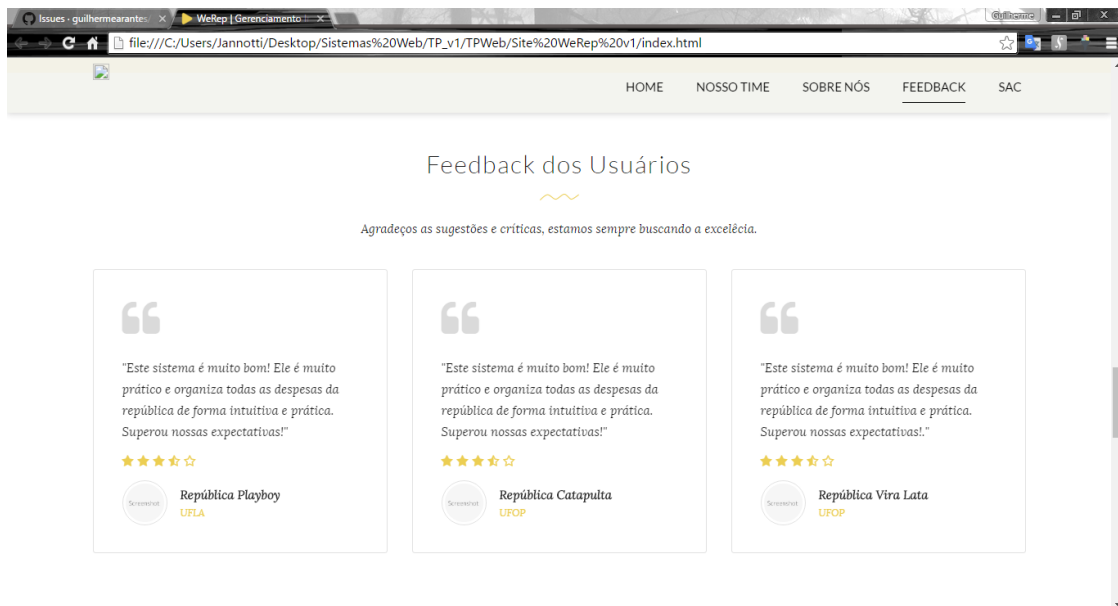 Issues · guilhermearantes
WeRep | Gerenciamento
Guilherme
file:///C:/Users/Jannotti/Desktop/Sistemas%20Web/TP_v1/TPWeb/Site%20WeRep%20v1/index.html
HOME NOSSO TIME SOBRE NÓS FEEDBACK SAC
Feedback dos Usuários
Agradeços as sugestões e críticas, estamos sempre buscando a excelêcia.
"Este sistema é muito bom! Ele é muito
prático e organiza todas as despesas da
república de forma intuitiva e prática.
Superou nossas expectativas!"
Screenshot
República Playboy
UFLA
"Este sistema é muito bom! Ele é muito
prático e organiza todas as despesas da
república de forma intuitiva e prática.
Superou nossas expectativas!"
Screenshot
República Catapulta
UFOP
"Este sistema é muito bom! Ele é muito
prático e organiza todas as despesas da
república de forma intuitiva e prática.
Superou nossas expectativas!."
Screenshot
República Vira Lata
UFOP